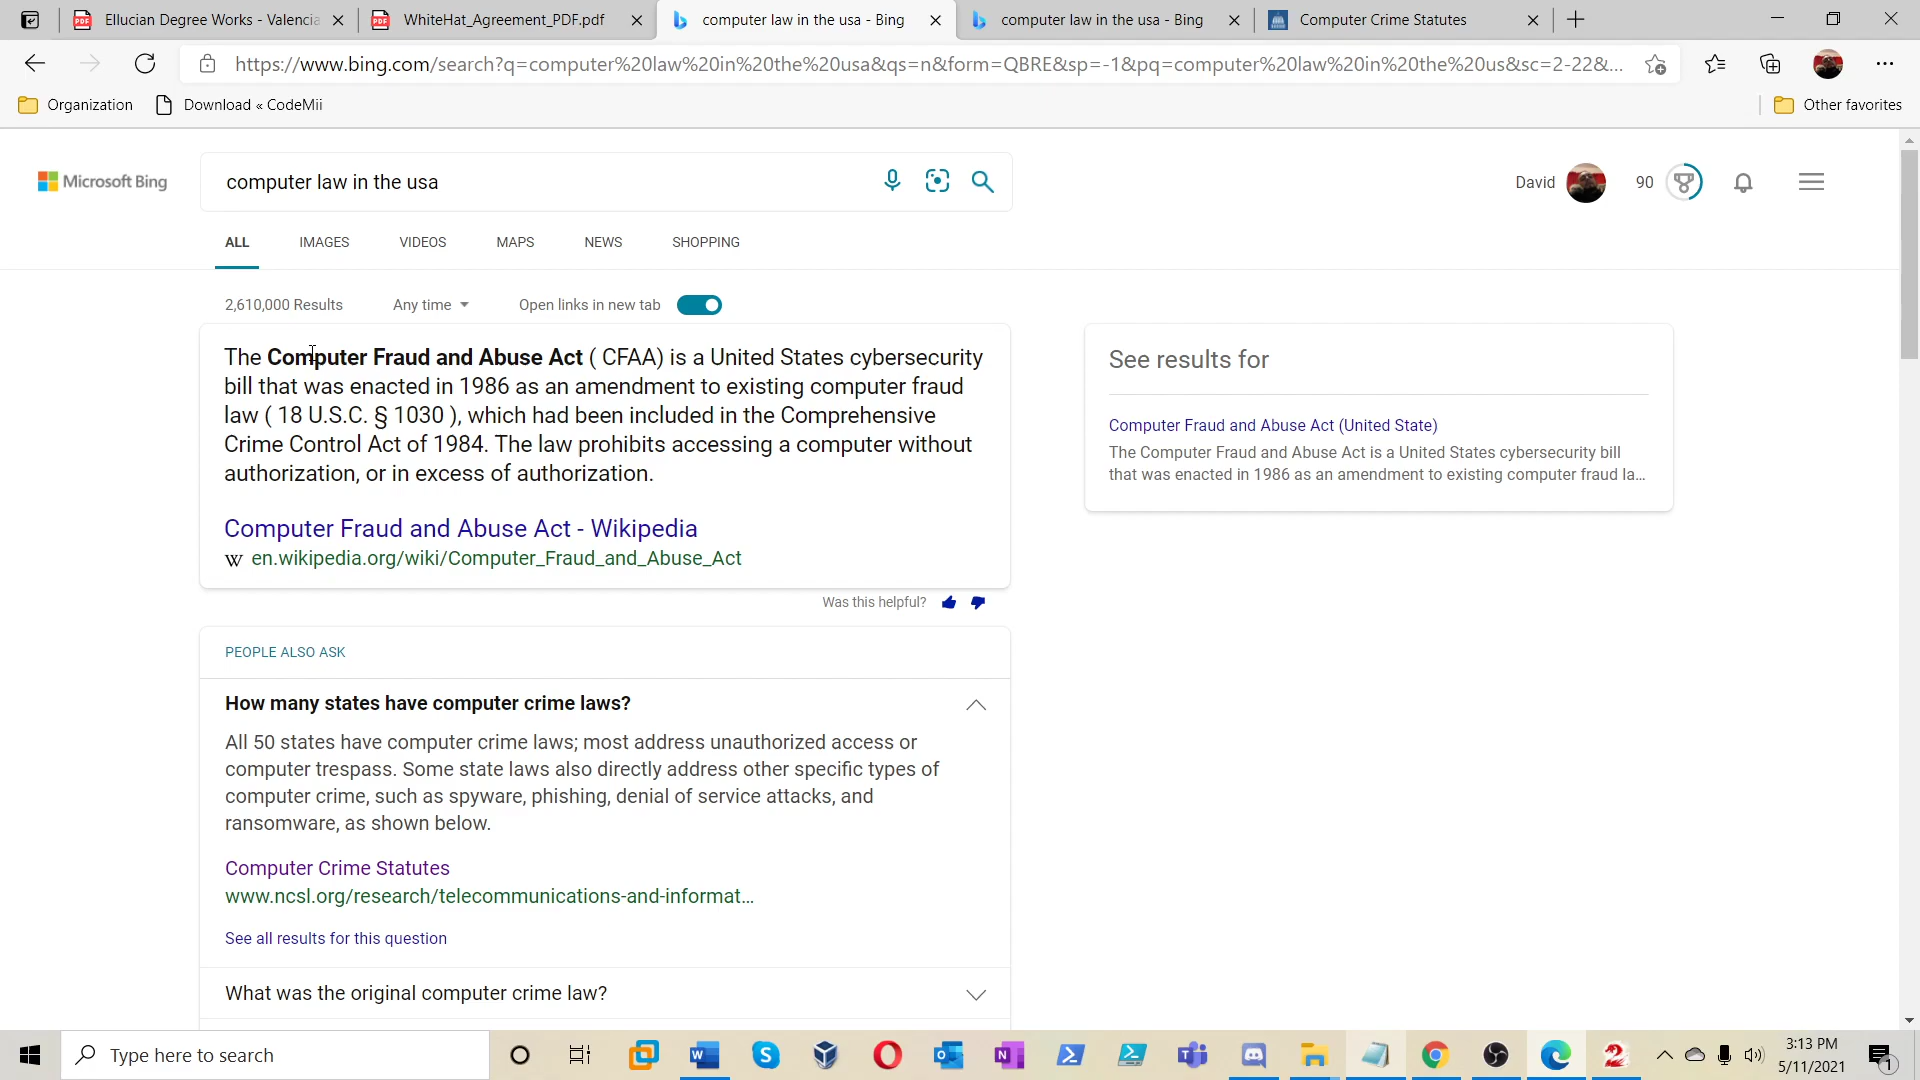 Ellucian Degree Works - Valencia
WhiteHat_Agreement_PDF.pdf
computer law in the usa - Bing
computer law in the usa - Bing
Computer Crime Statutes
https://www.bing.com/search?q=computer%20law%20in%20the%20usa&qs=n&form=QBRE&sp=-1&pq=computer%20law%20in%20the%20us&sc=2-22&...
Organization
Download « CodeMii
Other favorites
Microsoft Bing
computer law in the usa
David
90
ALL
IMAGES
VIDEOS
MAPS
NEWS
SHOPPING
2,610,000 Results
Any time
Open links in new tab
The Computer Fraud and Abuse Act ( CFAA) is a United States cybersecurity
bill that was enacted in 1986 as an amendment to existing computer fraud
law ( 18 U.S.C. § 1030 ), which had been included in the Comprehensive
Crime Control Act of 1984. The law prohibits accessing a computer without
authorization, or in excess of authorization.
Computer Fraud and Abuse Act - Wikipedia
W en.wikipedia.org/wiki/Computer_Fraud_and_Abuse_Act
Was this helpful?
See results for
Computer Fraud and Abuse Act (United State)
The Computer Fraud and Abuse Act is a United States cybersecurity bill
that was enacted in 1986 as an amendment to existing computer fraud la...
PEOPLE ALSO ASK
How many states have computer crime laws?
All 50 states have computer crime laws; most address unauthorized access or
computer trespass. Some state laws also directly address other specific types of
computer crime, such as spyware, phishing, denial of service attacks, and
ransomware, as shown below.
Computer Crime Statutes
www.ncsl.org/research/telecommunications-and-informat...
See all results for this question
What was the original computer crime law?
Type here to search
3:13 PM
5/11/2021
1